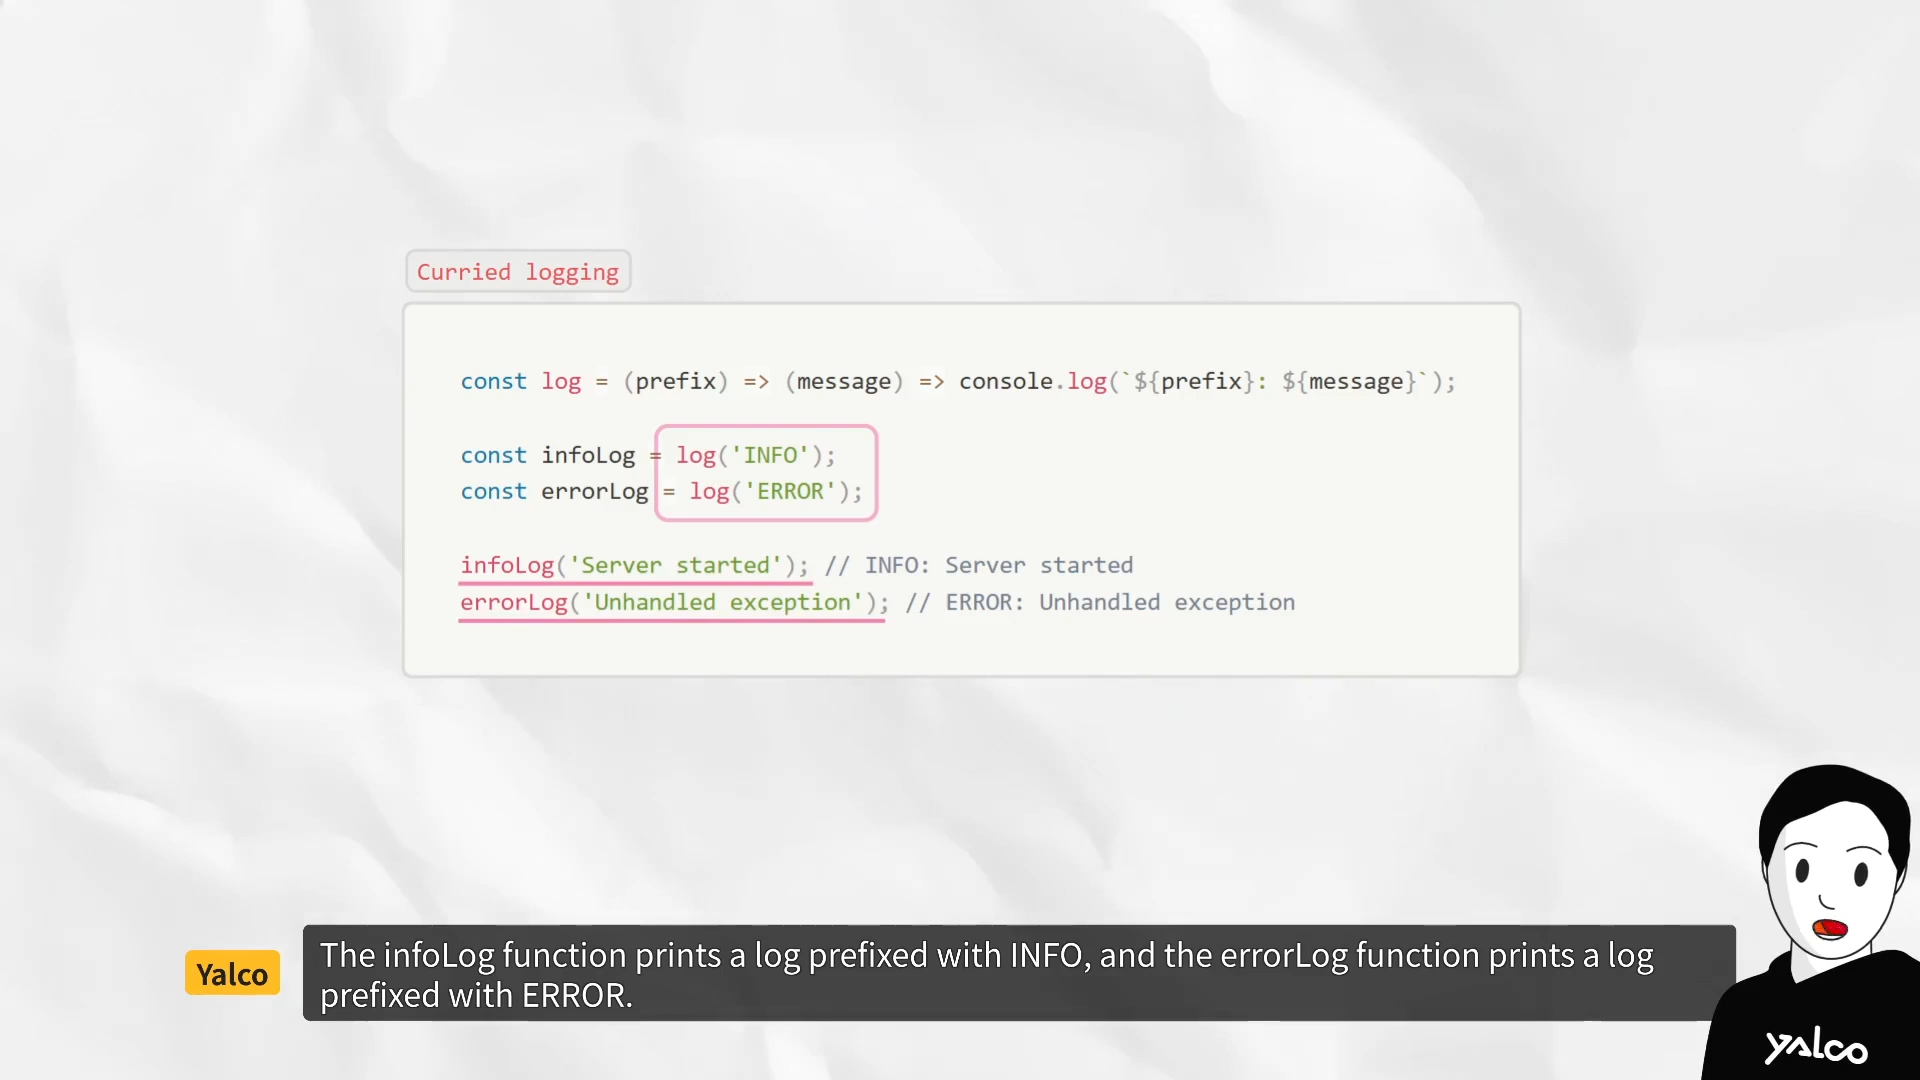 Curried logging
const log = (prefix) => (message) => console.log(`${prefix}: ${message}`);
const infoLog = log('INFO');
const errorLog = log('ERROR');
infoLog('Server started'); // INFO: Server started
errorLog('Unhandled exception'); // ERROR: Unhandled exception
Yalco
The infoLog function prints a log prefixed with INFO, and the errorLog function prints a log
prefixed with ERROR.
yalco